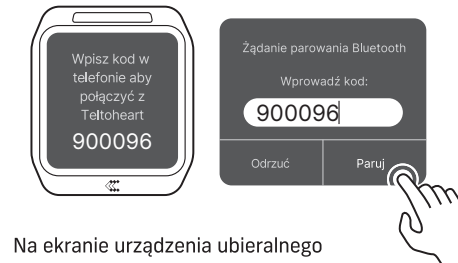 Wpisz kod w
telefonie aby
połączyć z
Teltoheart
900096
Żądanie parowania Bluetooth
Wprowadź kod:
900096
Odrzuć
Paruj
Na ekranie urządzenia ubieralnego